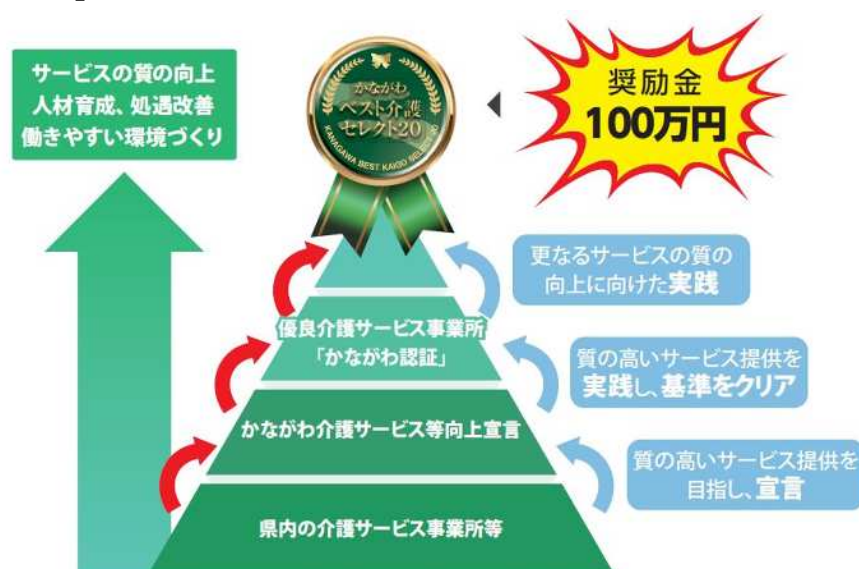 サービスの質の向上
人材育成、処遇改善
働きやすい環境づくり
かながわ
ベスト介護
セレクト20
KANAGAWA BEST KAIGO SELECT 20
奨励金
100万円
更なるサービスの質の
向上に向けた実践
優良介護サービス事業所
「かながわ認証」
質の高いサービス提供を
実践し、基準をクリア
かながわ介護サービス等向上宣言
質の高いサービス提供を
目指し、宣言
県内の介護サービス事業所等